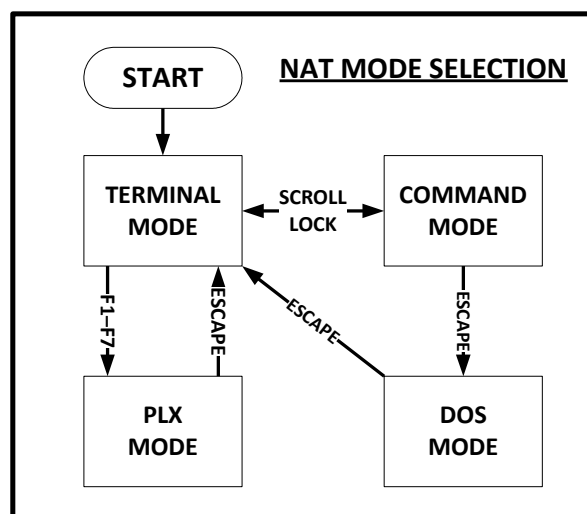 START
NAT MODE SELECTION
TERMINAL
MODE
SCROLL
LOCK
COMMAND
MODE
F1–F7
ESCAPE
ESCAPE
ESCAPE
PLX
MODE
DOS
MODE